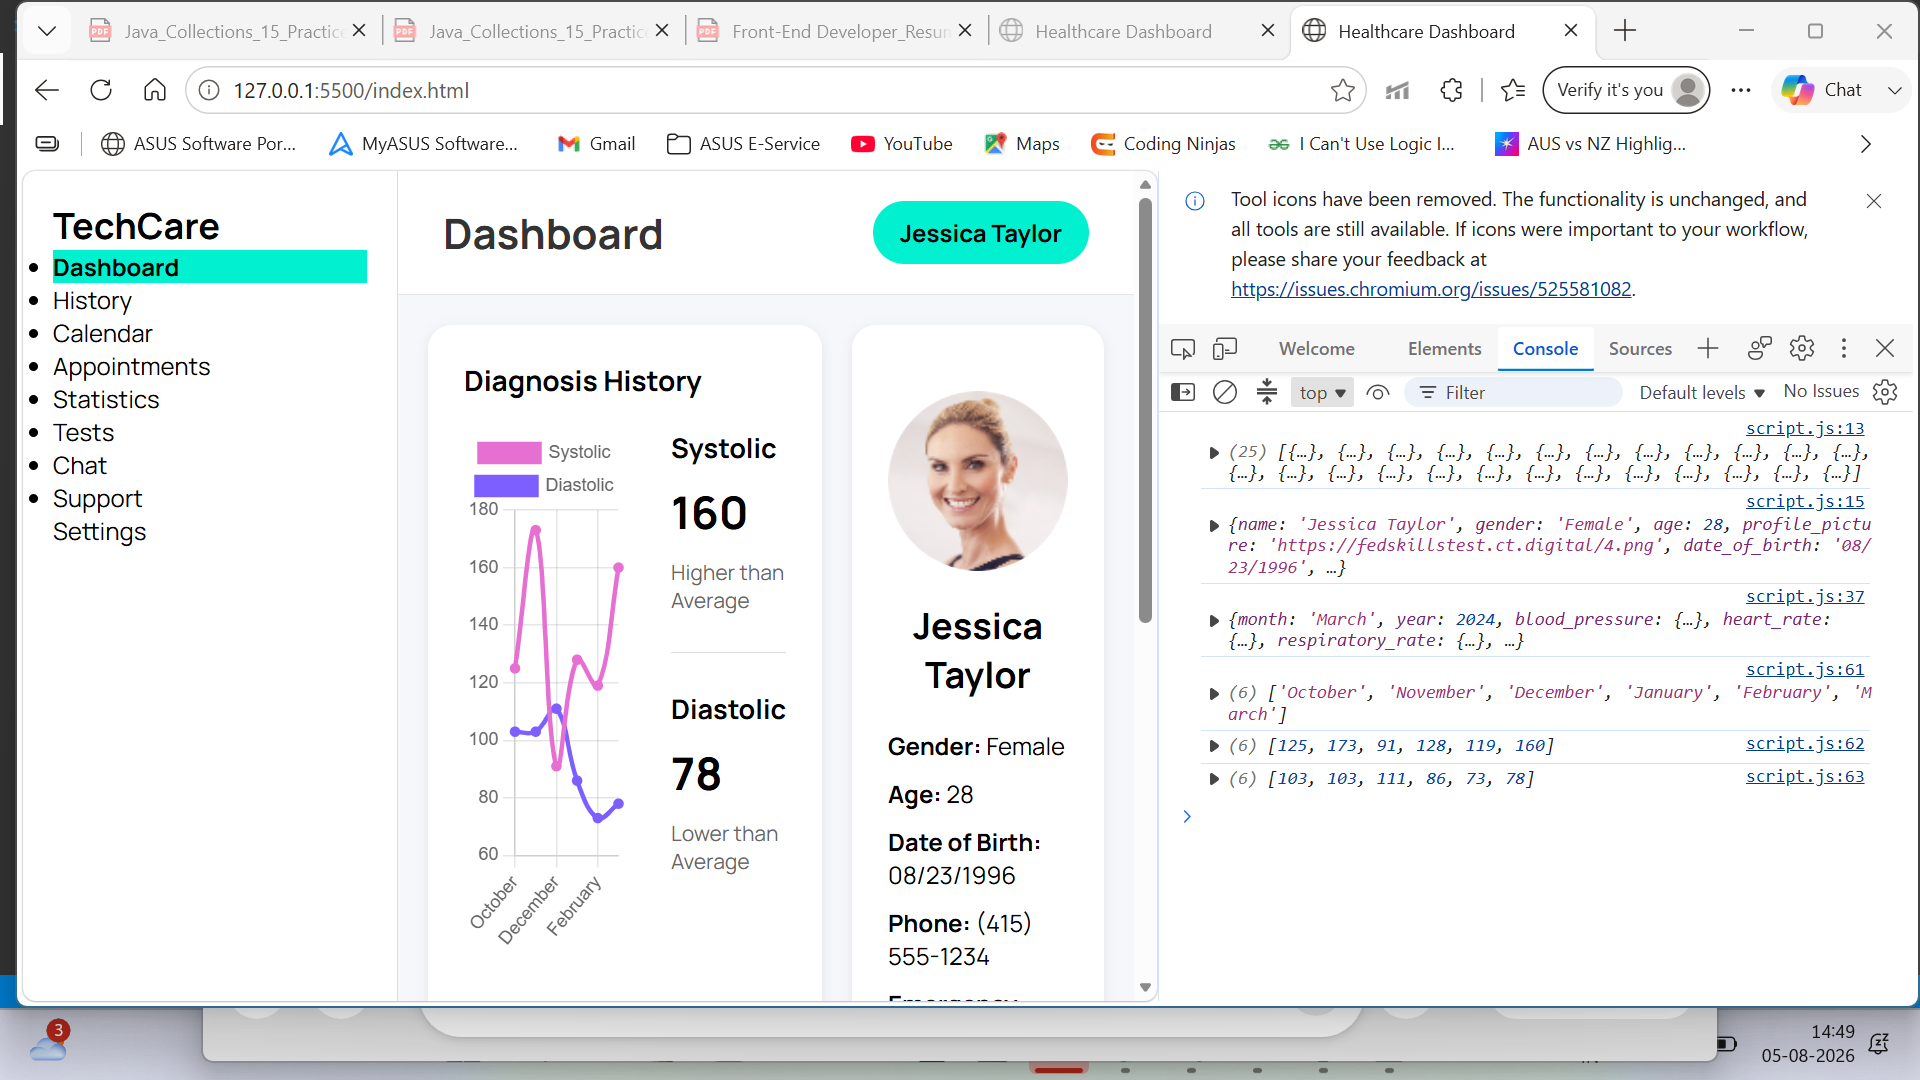 Java_Collections_15_Practice
Java_Collections_15_Practice
Front-End Developer_Resum
Healthcare Dashboard
Healthcare Dashboard
127.0.0.1:5500/index.html
Verify it's you
Chat
ASUS Software Por...
MyASUS Software...
Gmail
ASUS E-Service
YouTube
Maps
Coding Ninjas
I Can't Use Logic I...
AUS vs NZ Highlig...
TechCare
Dashboard
History
Calendar
Appointments
Statistics
Tests
Chat
Support
Settings
Dashboard
Jessica Taylor
Diagnosis History
Systolic
Diastolic
180
160
140
120
100
80
60
October
December
February
Systolic
160
Higher than
Average
Diastolic
78
Lower than
Average
Jessica
Taylor
Gender: Female
Age: 28
Date of Birth:
08/23/1996
Phone: (415)
555-1234
Emergency
Tool icons have been removed. The functionality is unchanged, and
all tools are still available. If icons were important to your workflow,
please share your feedback at
https://issues.chromium.org/issues/525581082.
Welcome
Elements
Console
Sources
top
Filter
Default levels
No Issues
script.js:13
(25) [{…}, {…}, {…}, {…}, {…}, {…}, {…}, {…}, {…}, {…}, {…}, {…},
{…}, {…}, {…}, {…}, {…}, {…}, {…}, {…}, {…}, {…}, {…}, {…}, {…}]
script.js:15
{name: 'Jessica Taylor', gender: 'Female', age: 28, profile_pictu
re: 'https://fedskillstest.ct.digital/4.png', date_of_birth: '08/
23/1996', …}
script.js:37
{month: 'March', year: 2024, blood_pressure: {…}, heart_rate:
{…}, respiratory_rate: {…}, …}
script.js:61
(6) ['October', 'November', 'December', 'January', 'February', 'M
arch']
(6) [125, 173, 91, 128, 119, 160]
script.js:62
(6) [103, 103, 111, 86, 73, 78]
script.js:63
3
14:49
05-08-2026